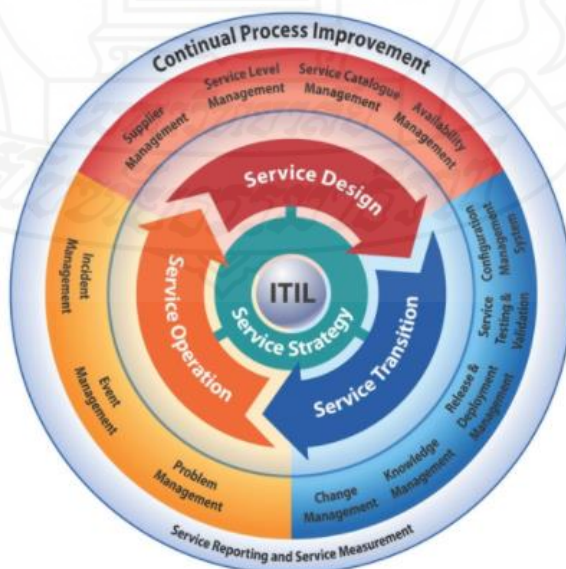 Continual Process Improvement
Supplier
Management
Service Level
Management
Service Catalogue
Management
Availability
Management
Configuration
Management
System
Service
Testing & Validation
Release &
Deployment
Management
Knowledge
Management
Change
Management
Problem
Management
Event
Management
Incident
Management
Service Design
Service Transition
Service Operation
Service Strategy
ITIL
Service Reporting and Service Measurement